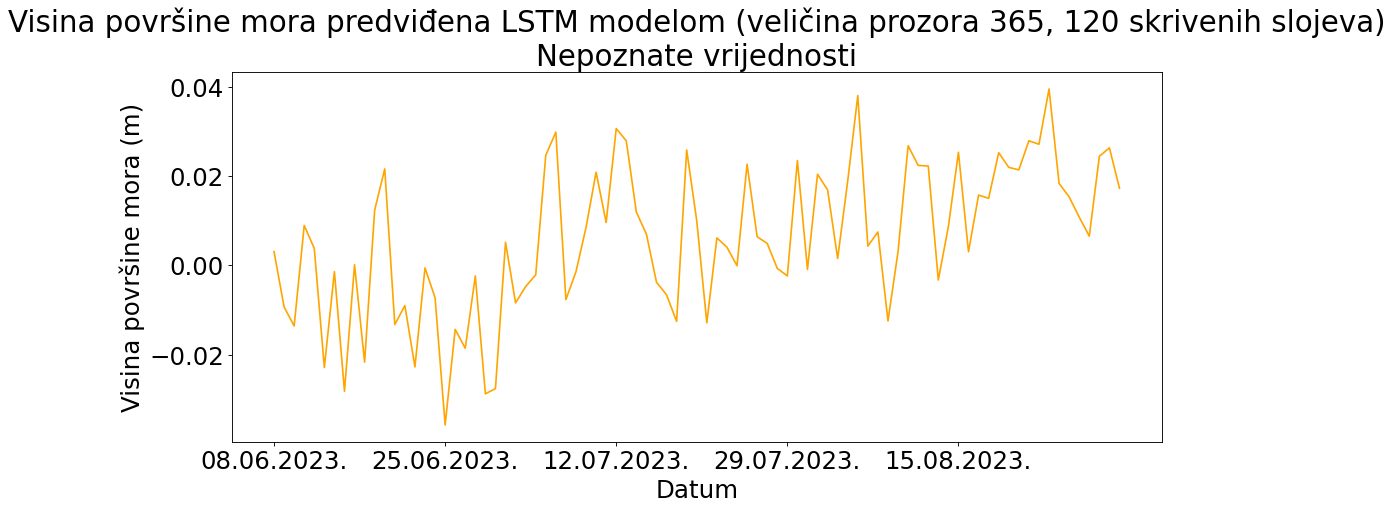 Visina površine mora predviđena LSTM modelom (veličina prozora 365, 120 skrivenih slojeva)
Nepoznate vrijednosti
Visina površine mora (m)
0.04
0.02
0.00
−0.02
08.06.2023. 25.06.2023. 12.07.2023. 29.07.2023. 15.08.2023.
Datum